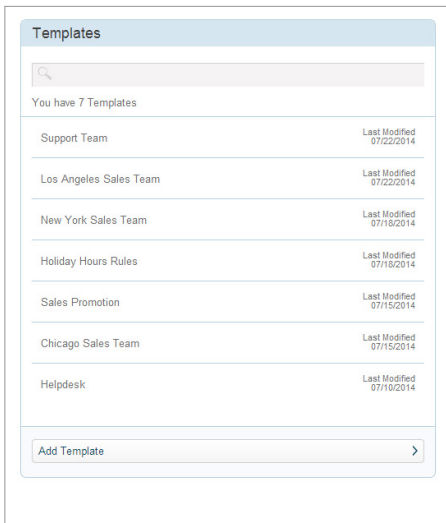 Templates
You have 7 Templates
Support Team
Last Modified
07/22/2014
Los Angeles Sales Team
Last Modified
07/22/2014
New York Sales Team
Last Modified
07/18/2014
Holiday Hours Rules
Last Modified
07/18/2014
Sales Promotion
Last Modified
07/15/2014
Chicago Sales Team
Last Modified
07/15/2014
Helpdesk
Last Modified
07/10/2014
Add Template